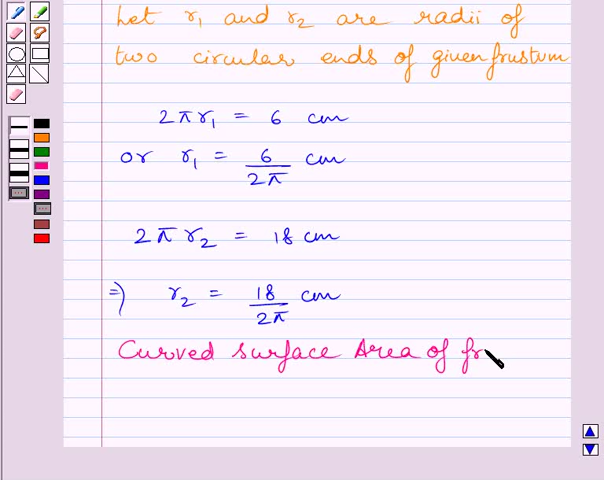 Let r₁ and r₂ are radii of
two circular ends of given frustum
2πr₁ = 6 cm
or r₁ = 6/2π cm
2πr₂ = 18 cm
⇒) r₂ = 18/2π cm
Curved surface Area of fr